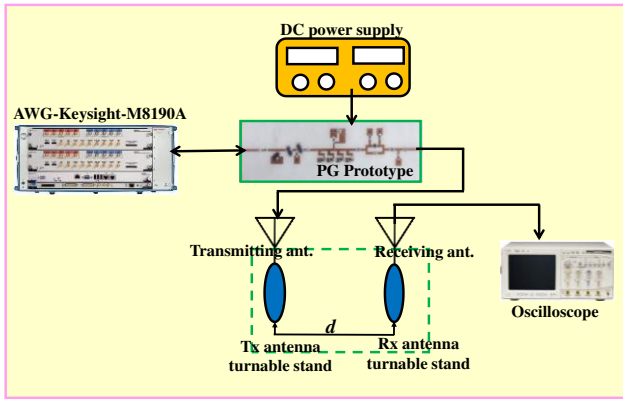 DC power supply
AWG-Keysight-M8190A
PG Prototype
Transmitting ant.
Receiving ant.
Oscilloscope
d
Tx antenna
turnable stand
Rx antenna
turnable stand